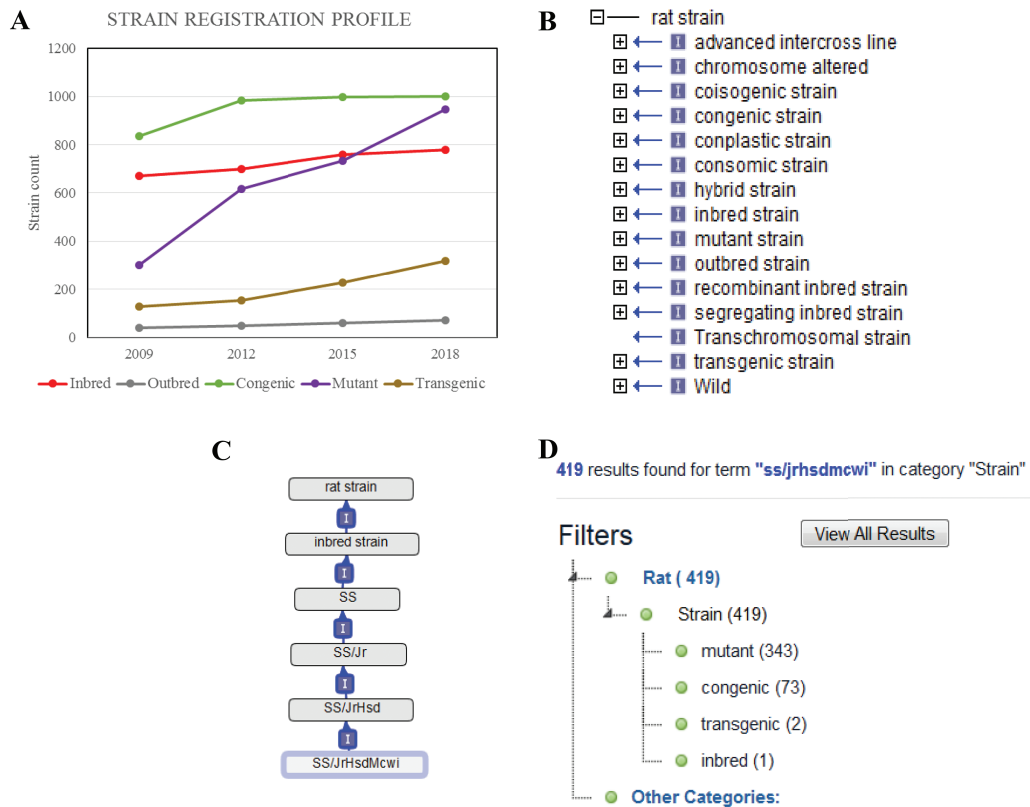 A
STRAIN REGISTRATION PROFILE
1200
1000
800
600
400
200
0
Strain count
2009 2012 2015 2018
Inbred Outbred Congenic Mutant Transgenic
B
rat strain
I advanced intercross line
I chromosome altered
I coisogenic strain
I congenic strain
I conplastic strain
I consomic strain
I hybrid strain
I inbred strain
I mutant strain
I outbred strain
I recombinant inbred strain
I segregating inbred strain
I Transchromosomal strain
I transgenic strain
I Wild
C
rat strain
I
inbred strain
I
SS
I
SS/Jr
I
SS/JrHsd
I
SS/JrHsdMcwi
D
419 results found for term "ss/jrhsdmcwi" in category "Strain"
Filters
View All Results
Rat ( 419)
Strain (419)
mutant (343)
congenic (73)
transgenic (2)
inbred (1)
Other Categories: